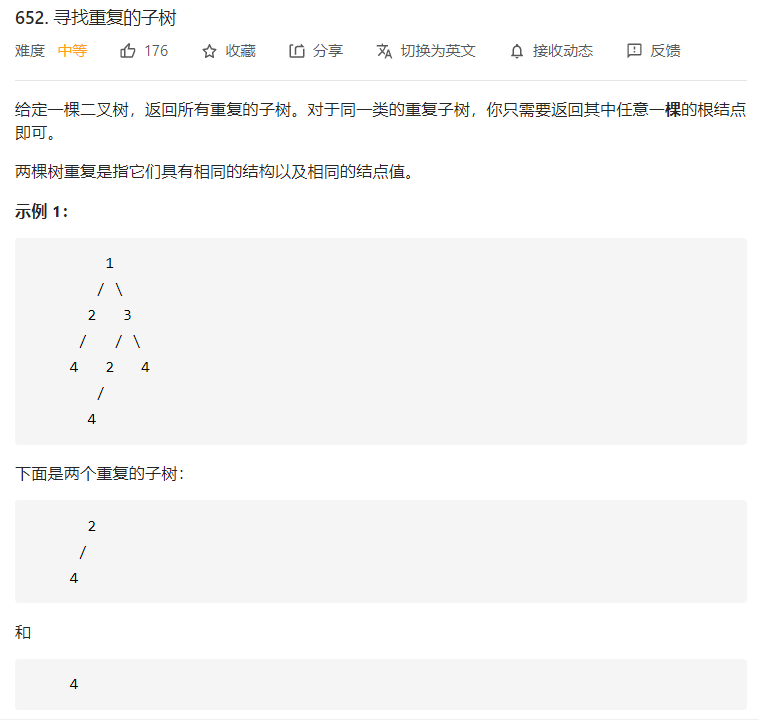 652. 寻找重复的子树
难度 中等 176 收藏 分享 切换为英文 接收动态 反馈
给定一棵二叉树，返回所有重复的子树。对于同一类的重复子树，你只需要返回其中任意一棵的根结点
即可。
两棵树重复是指它们具有相同的结构以及相同的结点值。
示例 1：
1
/ \
2 3
/ / \
4 2 4
/
4
下面是两个重复的子树：
2
/
4
和
4